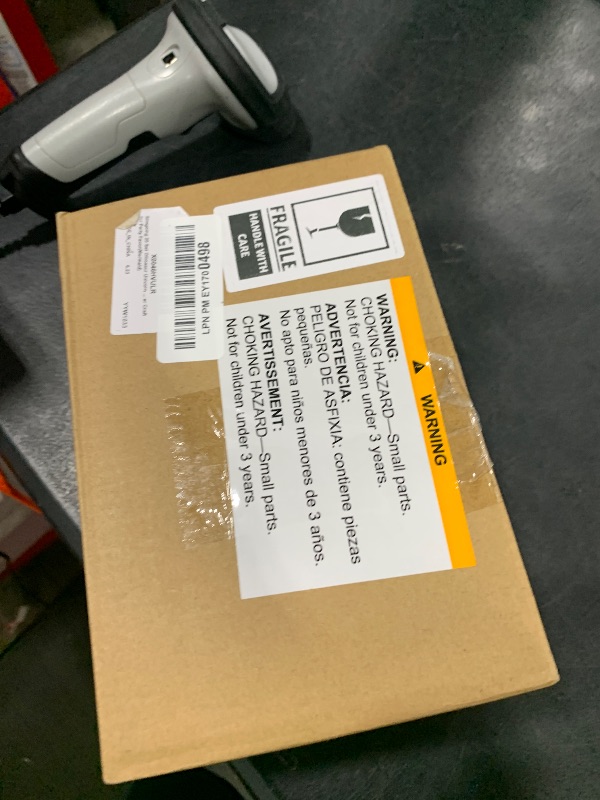 FRAGILE
HANDLE WITH
CARE
LPN PM EY1700498
WARNING
WARNING:
CHOKING HAZARD—Small parts.
Not for children under 3 years.
ADVERTENCIA:
PELIGRO DE ASFIXIA: contiene piezas
pequeñas.
No apto para niños menores de 3 años.
AVERTISSEMENT:
CHOKING HAZARD—Small parts.
Not for children under 3 years.